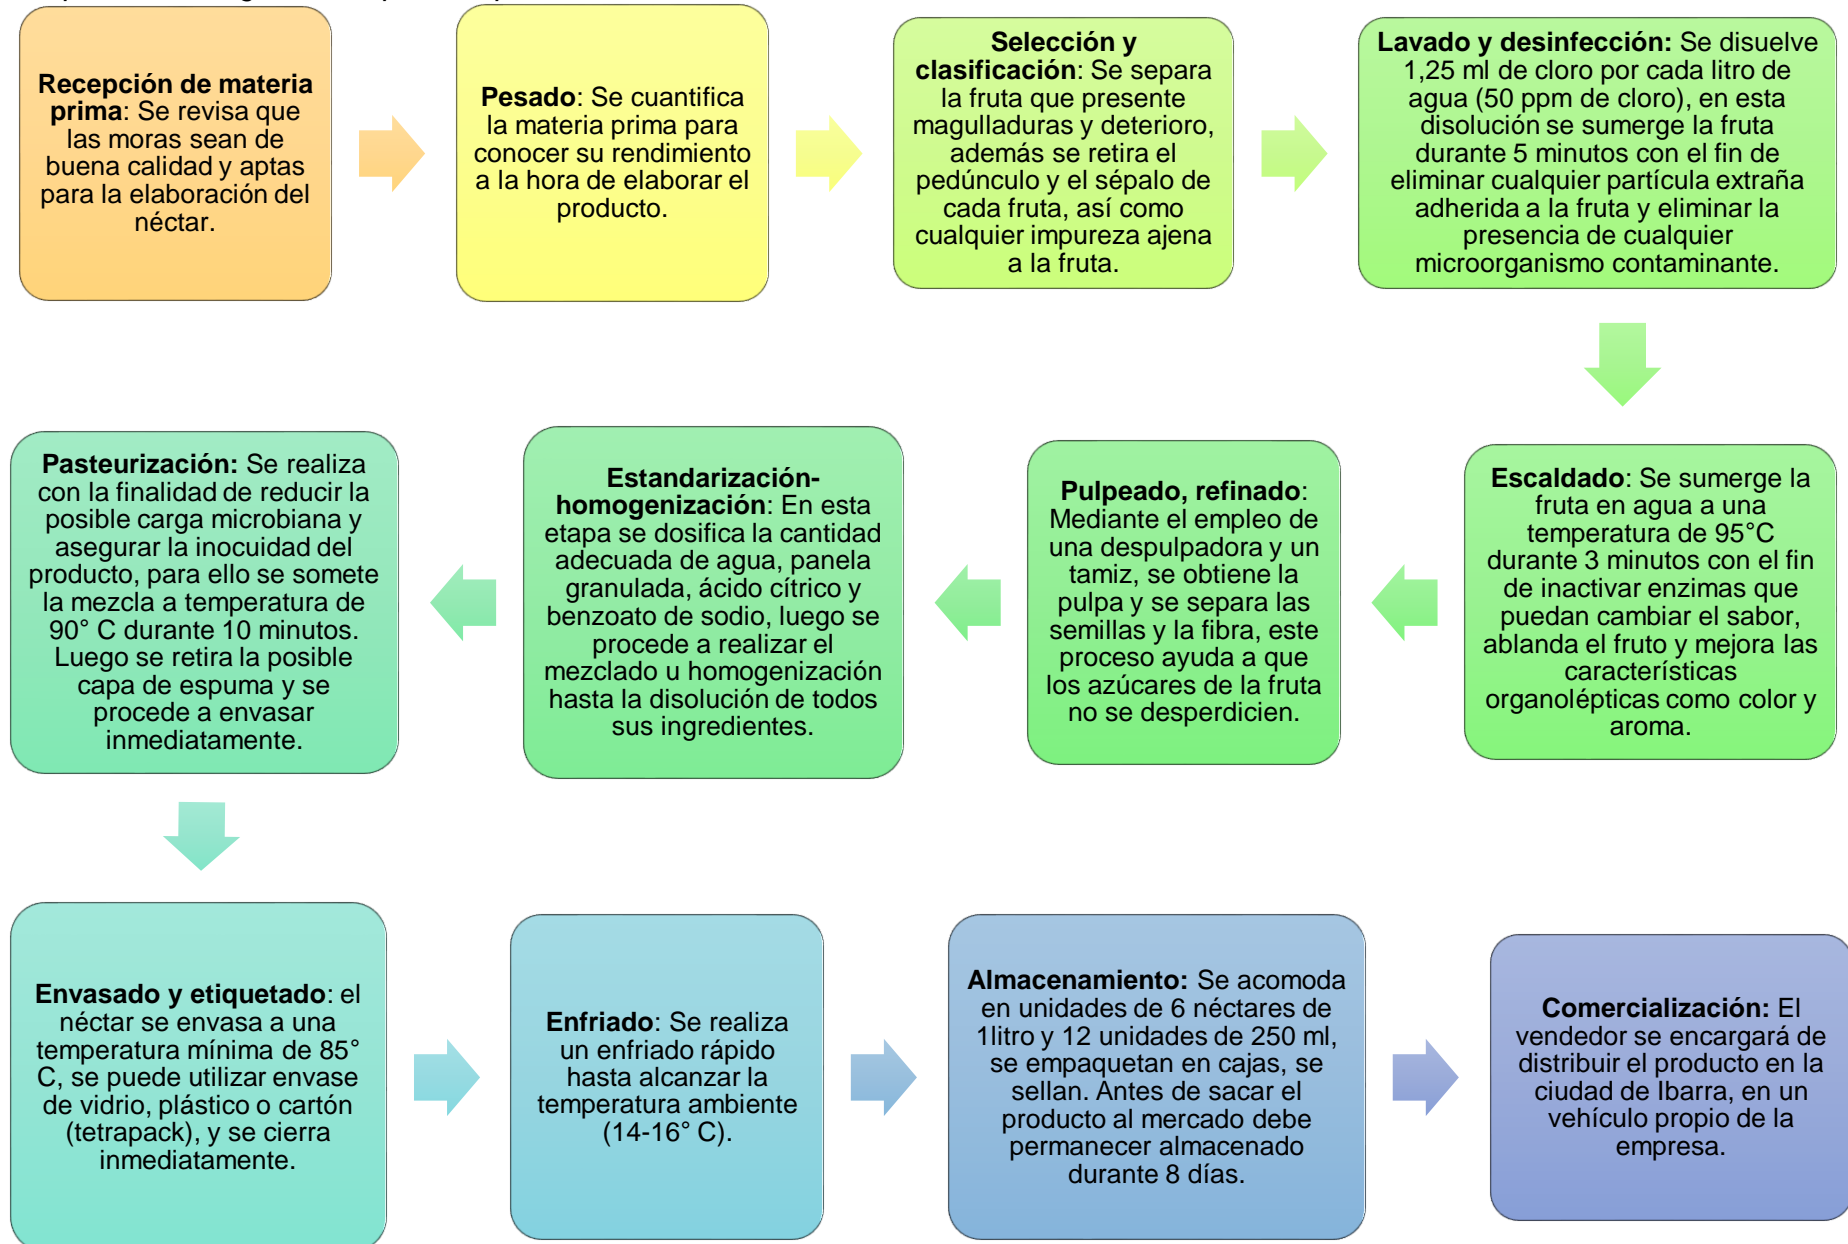 Recepción de materia
prima: Se revisa que
las moras sean de
buena calidad y aptas
para la elaboración del
néctar.
Pesado: Se cuantifica
la materia prima para
conocer su rendimiento
a la hora de elaborar el
producto.
Selección y
clasificación: Se separa
la fruta que presente
magulladuras y deterioro,
además se retira el
pedúnculo y el sépalo de
cada fruta, así como
cualquier impureza ajena
a la fruta.
Lavado y desinfección: Se disuelve
1,25 ml de cloro por cada litro de
agua (50 ppm de cloro), en esta
disolución se sumerge la fruta
durante 5 minutos con el fin de
eliminar cualquier partícula extraña
adherida a la fruta y eliminar la
presencia de cualquier
microorganismo contaminante.
Escaldado: Se sumerge la
fruta en agua a una
temperatura de 95°C
durante 3 minutos con el fin
de inactivar enzimas que
puedan cambiar el sabor,
ablanda el fruto y mejora las
características
organolépticas como color y
aroma.
Pulpeado, refinado:
Mediante el empleo de
una despulpadora y un
tamiz, se obtiene la
pulpa y se separa las
semillas y la fibra, este
proceso ayuda a que
los azúcares de la fruta
no se desperdicien.
Estandarización-
homogenización: En esta
etapa se dosifica la cantidad
adecuada de agua, panela
granulada, ácido cítrico y
benzoato de sodio, luego se
procede a realizar el
mezclado u homogenización
hasta la disolución de todos
sus ingredientes.
Pasteurización: Se realiza
con la finalidad de reducir la
posible carga microbiana y
asegurar la inocuidad del
producto, para ello se somete
la mezcla a temperatura de
90° C durante 10 minutos.
Luego se retira la posible
capa de espuma y se
procede a envasar
inmediatamente.
Envasado y etiquetado: el
néctar se envasa a una
temperatura mínima de 85°
C, se puede utilizar envase
de vidrio, plástico o cartón
(tetrapack), y se cierra
inmediatamente.
Enfriado: Se realiza
un enfriado rápido
hasta alcanzar la
temperatura ambiente
(14-16° C).
Almacenamiento: Se acomoda
en unidades de 6 néctares de
1litro y 12 unidades de 250 ml,
se empaquetan en cajas, se
sellan. Antes de sacar el
producto al mercado debe
permanecer almacenado
durante 8 días.
Comercialización: El
vendedor se encargará de
distribuir el producto en la
ciudad de Ibarra, en un
vehículo propio de la
empresa.